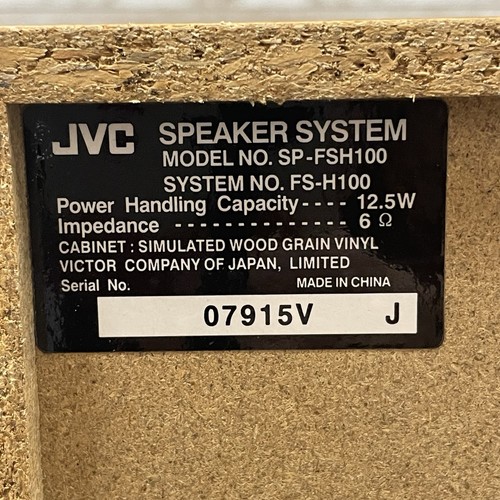 JVC SPEAKER SYSTEM
MODEL NO. SP-FSH100
SYSTEM NO. FS-H100
Power Handling Capacity---- 12.5W
Impedance --------------- 6 Ω
CABINET : SIMULATED WOOD GRAIN VINYL
VICTOR COMPANY OF JAPAN, LIMITED
Serial No. MADE IN CHINA
07915V J